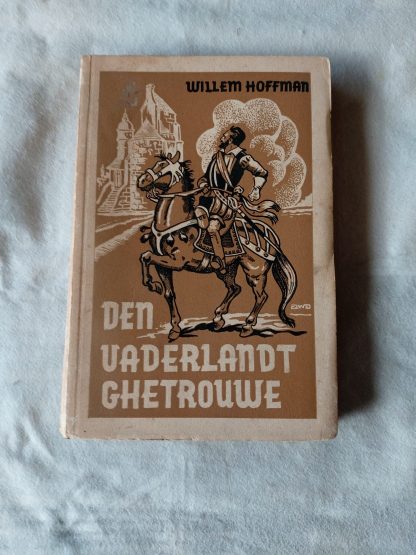 WILLEM HOFFMAN
DEN
VADERLANDT
GHETROUWE